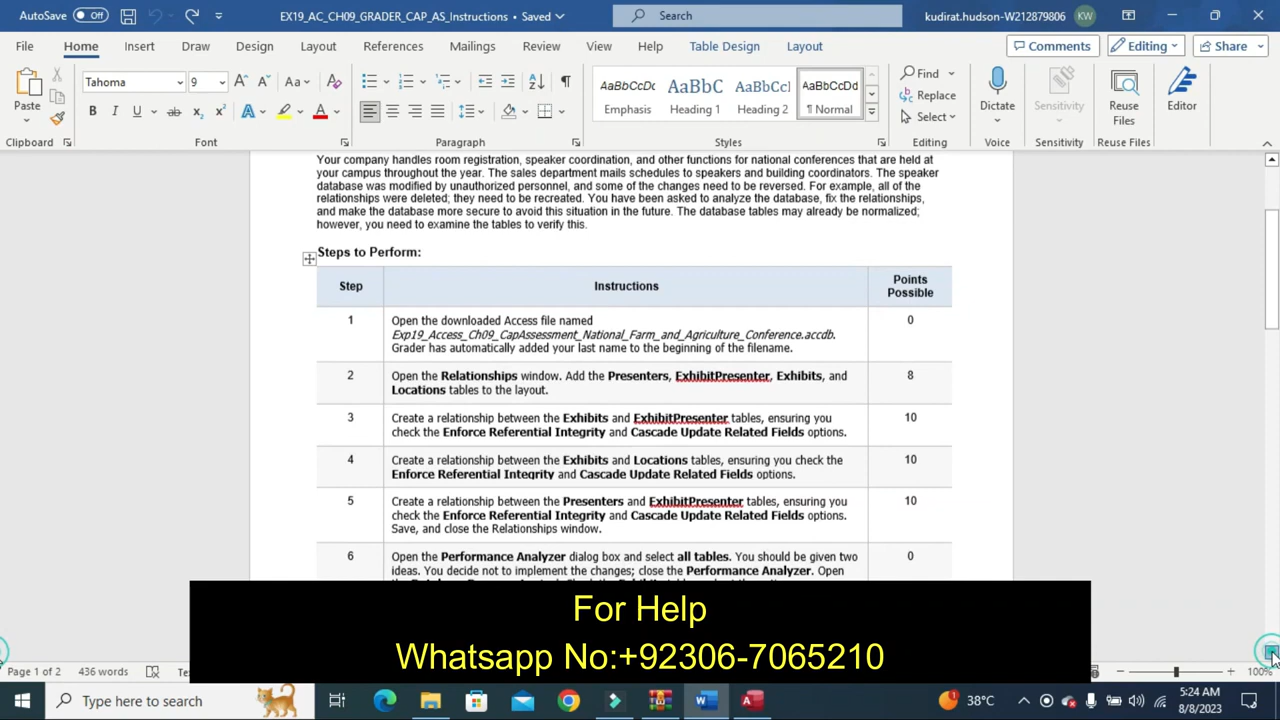 AutoSave Off
EX19_AC_CH09_GRADER_CAP_AS_Instructions • Saved
Search
kudirat.hudson-W212879806 KW
File Home Insert Draw Design Layout References Mailings Review View Help Table Design Layout
Comments Editing Share
Paste
Tahoma 9
Aa
AaBbCcDc AaBbC AaBbCcI AaBbCcDd
Emphasis Heading 1 Heading 2 ¶ Normal
Find
Replace
Select
Dictate Sensitivity Reuse Files Editor
Clipboard Font Paragraph Styles Editing Voice Sensitivity Reuse Files Editor
Your company handles room registration, speaker coordination, and other functions for national conferences that are held at
your campus throughout the year. The sales department mails schedules to speakers and building coordinators. The speaker
database was modified by unauthorized personnel, and some of the changes need to be reversed. For example, all of the
relationships were deleted; they need to be recreated. You have been asked to analyze the database, fix the relationships,
and make the database more secure to avoid this situation in the future. The database tables may already be normalized;
however, you need to examine the tables to verify this.
Steps to Perform:
Step Instructions Points Possible
1 Open the downloaded Access file named 0
Exp19_Access_Ch09_CapAssessment_National_Farm_and_Agriculture_Conference.accdb.
Grader has automatically added your last name to the beginning of the filename.
2 Open the Relationships window. Add the Presenters, ExhibitPresenter, Exhibits, and 8
Locations tables to the layout.
3 Create a relationship between the Exhibits and ExhibitPresenter tables, ensuring you 10
check the Enforce Referential Integrity and Cascade Update Related Fields options.
4 Create a relationship between the Exhibits and Locations tables, ensuring you check the 10
Enforce Referential Integrity and Cascade Update Related Fields options.
5 Create a relationship between the Presenters and ExhibitPresenter tables, ensuring you 10
check the Enforce Referential Integrity and Cascade Update Related Fields options.
Save, and close the Relationships window.
6 Open the Performance Analyzer dialog box and select all tables. You should be given two 0
ideas. You decide not to implement the changes; close the Performance Analyzer. Open
For Help
Whatsapp No:+92306-7065210
Page 1 of 2 436 words
100%
Type here to search
38°C
5:24 AM
8/8/2023